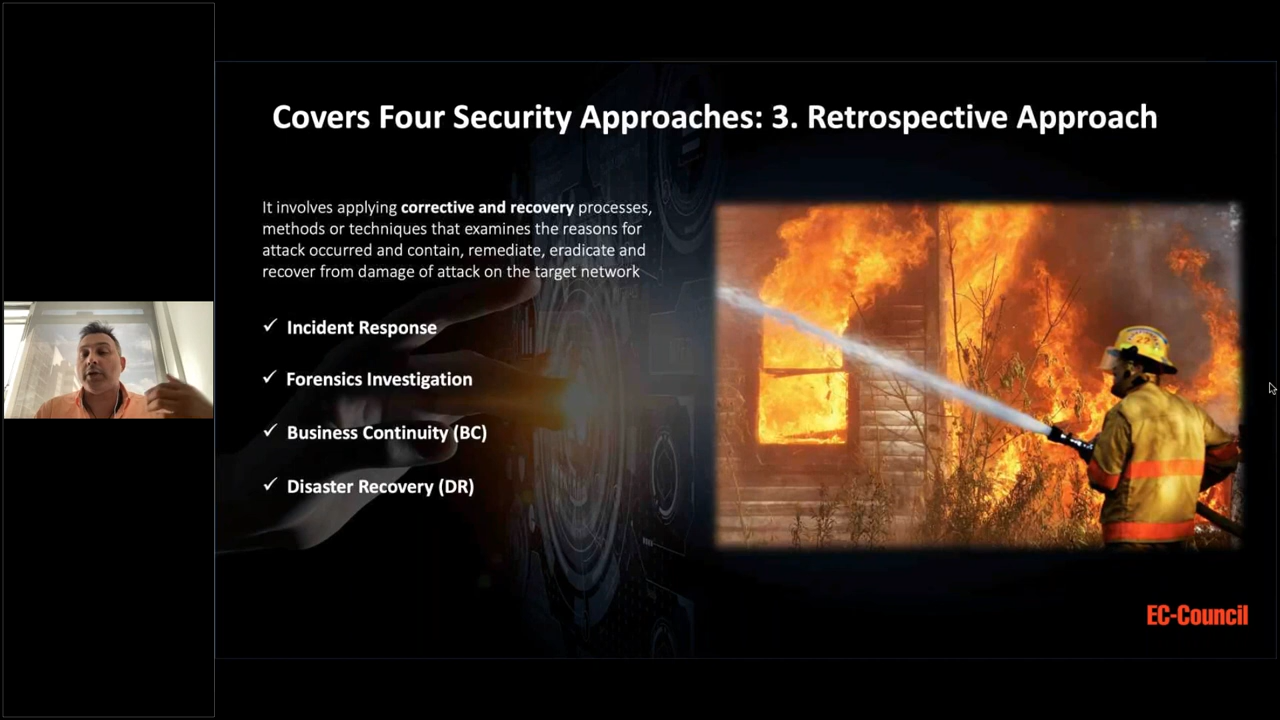 Covers Four Security Approaches: 3. Retrospective Approach
It involves applying corrective and recovery processes,
methods or techniques that examines the reasons for
attack occurred and contain, remediate, eradicate and
recover from damage of attack on the target network
✓ Incident Response
✓ Forensics Investigation
✓ Business Continuity (BC)
✓ Disaster Recovery (DR)
EC-Council